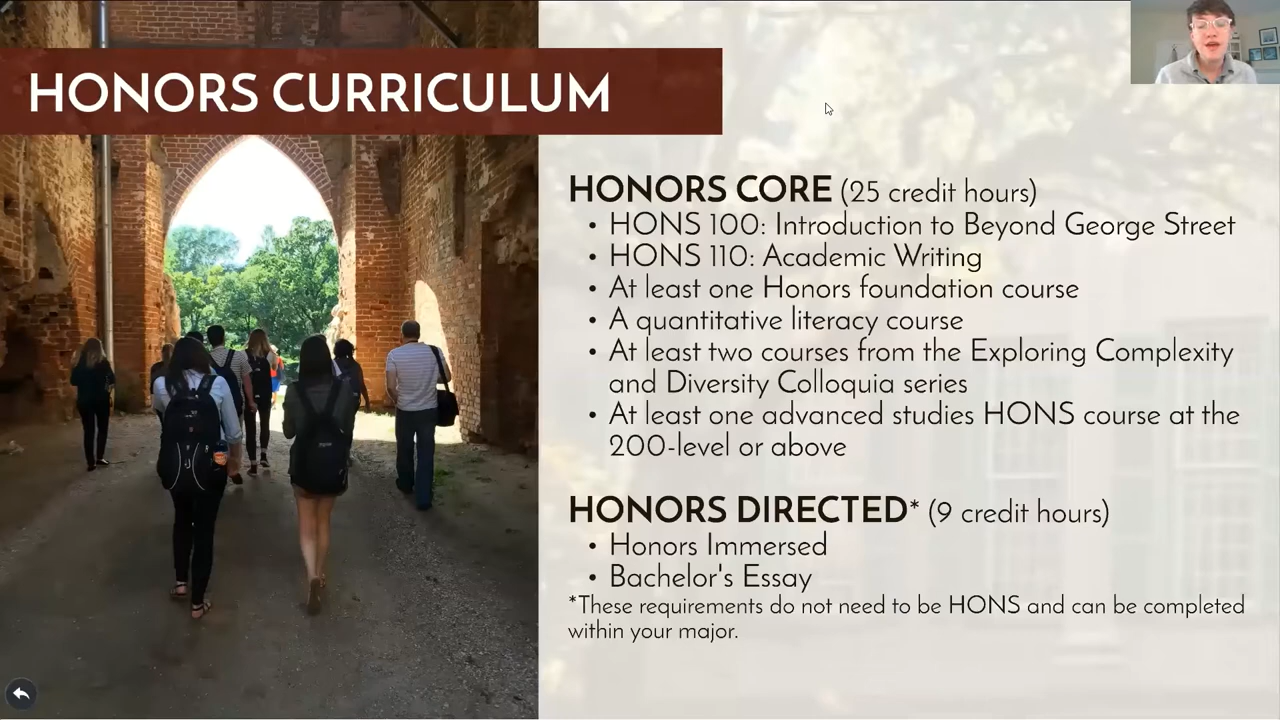 HONORS CURRICULUM
HONORS CORE (25 credit hours)
• HONS 100: Introduction to Beyond George Street
• HONS 110: Academic Writing
• At least one Honors foundation course
• A quantitative literacy course
• At least two courses from the Exploring Complexity
and Diversity Colloquia series
• At least one advanced studies HONS course at the
200-level or above
HONORS DIRECTED* (9 credit hours)
• Honors Immersed
• Bachelor's Essay
*These requirements do not need to be HONS and can be completed
within your major.